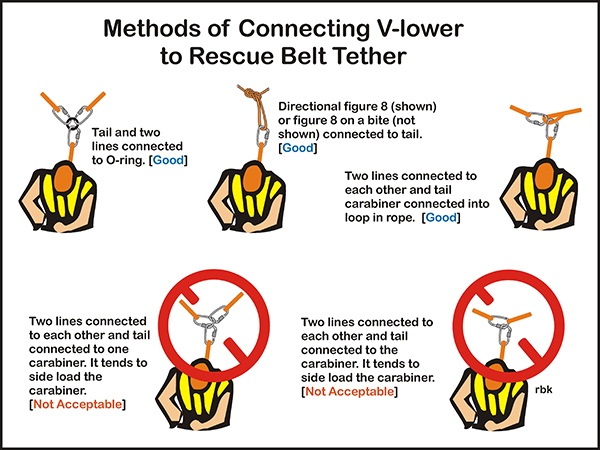 Methods of Connecting V-lower
to Rescue Belt Tether
Tail and two
lines connected
to O-ring. [Good]
Directional figure 8 (shown)
or figure 8 on a bite (not
shown) connected to tail.
[Good]
Two lines connected to
each other and tail
carabiner connected into
loop in rope.  [Good]
Two lines connected
to each other and tail
connected to one
carabiner. It tends to
side load the
carabiner.
[Not Acceptable]
Two lines connected to
each other and tail
connected to the
carabiner. It tends to
side load the carabiner.
[Not Acceptable]
rbk